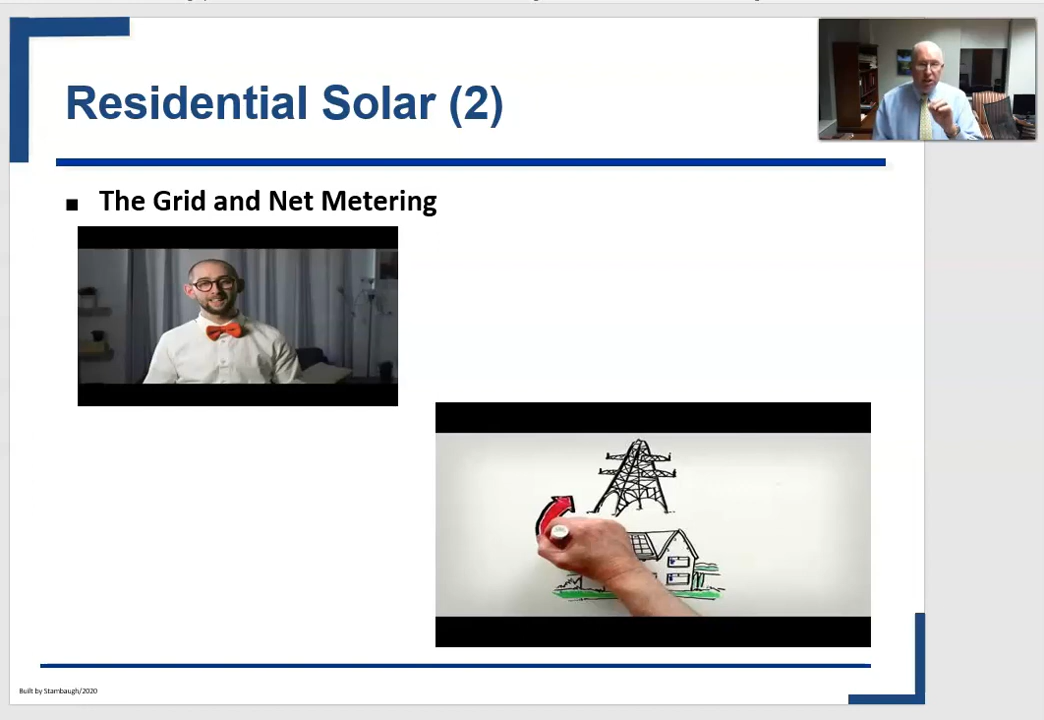 Residential Solar (2)
The Grid and Net Metering
Built by Stambaugh/2020